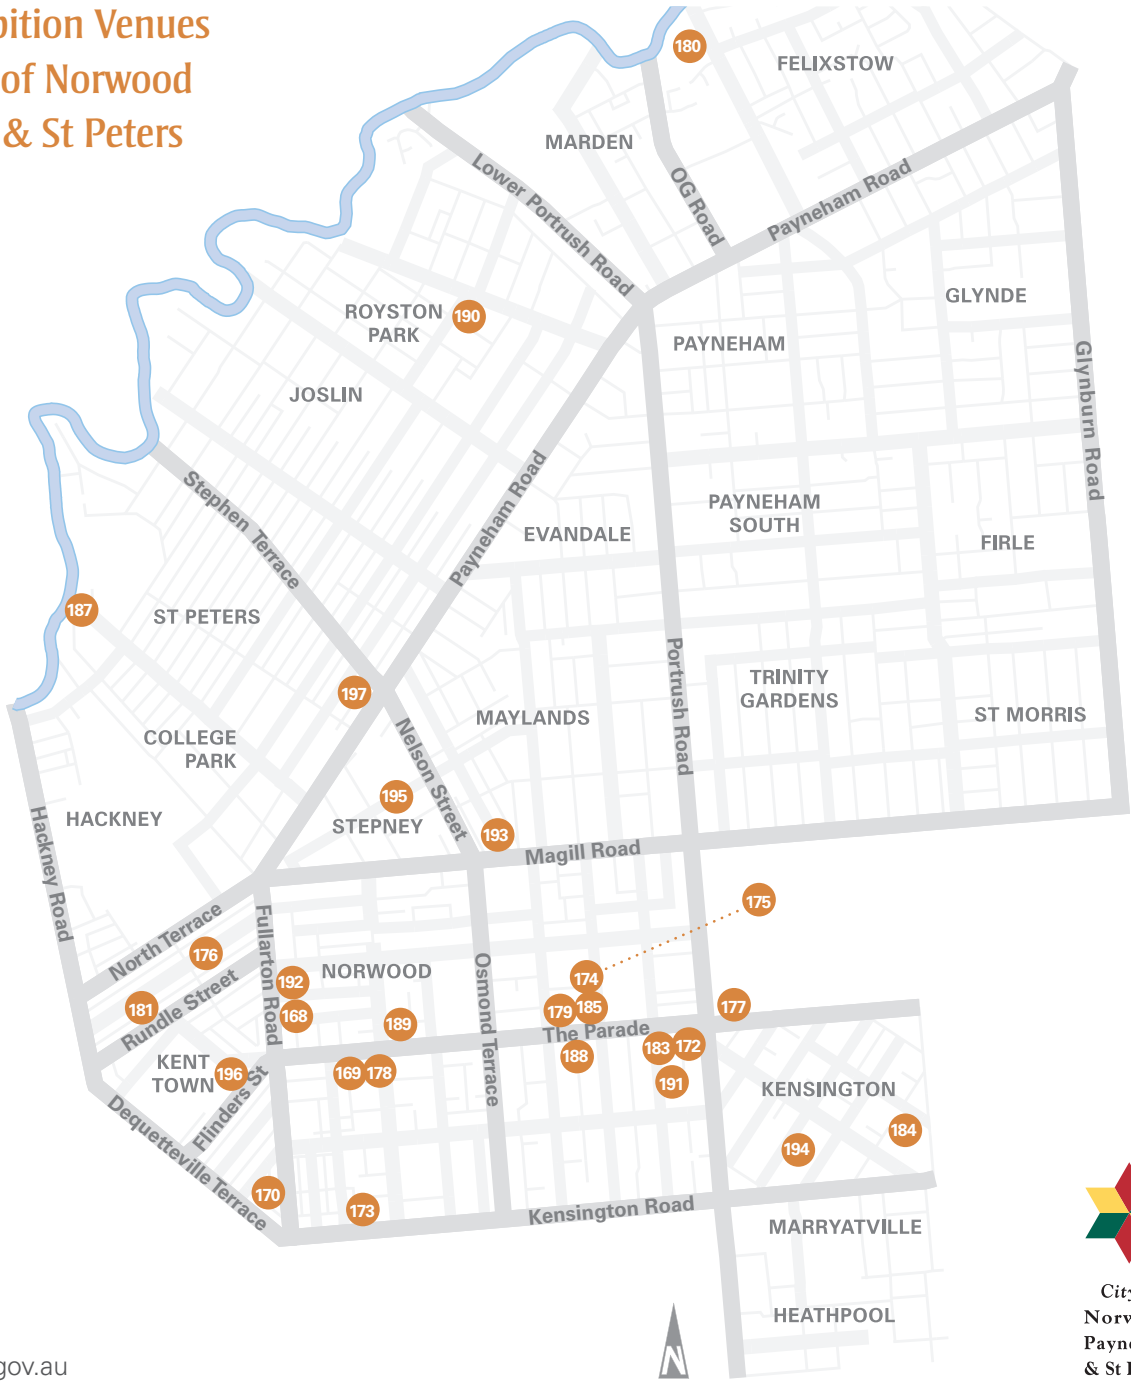 bition Venues
of Norwood
& St Peters
180
FELIXSTOW
MARDEN
Lower Portrush Road
OG Road
Payneham Road
GLYNDE
ROYSTON
PARK
190
PAYNEHAM
Glynburn Road
JOSLIN
Stephen Terrace
Payneham Road
PAYNEHAM
SOUTH
EVANDALE
FIRLE
187
ST PETERS
Portrush Road
TRINITY
GARDENS
197
MAYLANDS
ST MORRIS
Nelson Street
COLLEGE
PARK
195
STEPNEY
193
HACKNEY
Hackney Road
Magill Road
175
North Terrace
Fullarton Road
176
NORWOOD
Osmond Terrace
192
174
181
Rundle Street
168
189
179
185
177
The Parade
KENT
TOWN
196
Flinders St
169
178
188
183
172
191
KENSINGTON
Dequetteville Terrace
184
194
170
173
Kensington Road
MARRYATVILLE
HEATHPOOL
N
City
Norw
Payne
& St P
gov.au